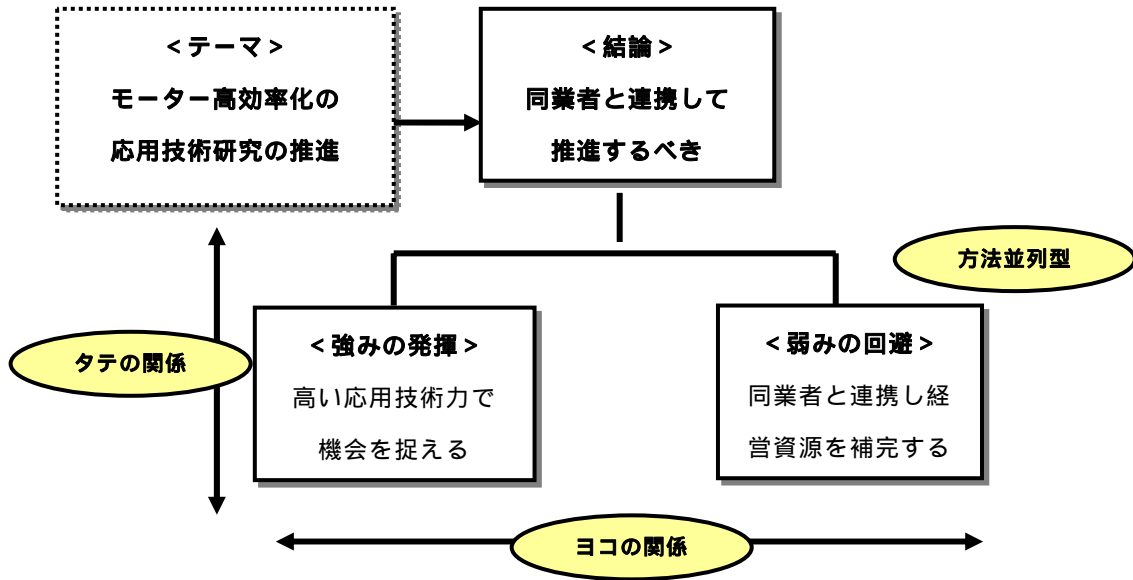 ＜テーマ＞
モーター高効率化の
応用技術研究の推進
＜結論＞
同業者と連携して
推進するべき
方法並列型
タテの関係
＜強みの発揮＞
高い応用技術力で
機会を捉える
＜弱みの回避＞
同業者と連携し経
営資源を補完する
ヨコの関係